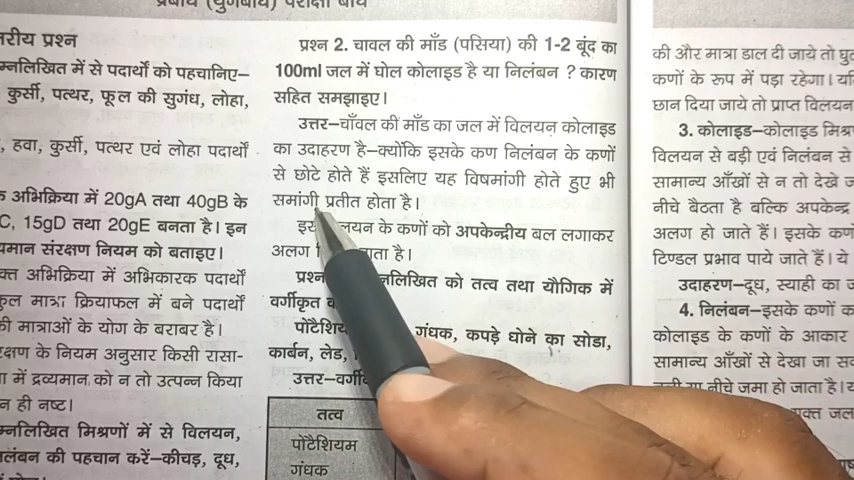 प्रबोध (युगबोध) परीक्षा बोध
तरीय प्रश्न
म्नलिखित में से पदार्थों को पहचानिए–
कुर्सी, पत्थर, फूल की सुगंध, लोहा,
, हवा, कुर्सी, पत्थर एवं लोहा पदार्थों
अभिक्रिया में 20gA तथा 40gB के
C, 15gD तथा 20gE बनता है। इन
यमान संरक्षण नियम को बताइए।
क्त अभिक्रिया में अभिकारक पदार्थों
कुल मात्रा क्रियाफल में बने पदार्थों
की मात्राओं के योग के बराबर है।
रक्षण के नियम अनुसार किसी रासा-
ा में द्रव्यमान को न तो उत्पन्न किया
न ही नष्ट।
म्नलिखित मिश्रणों में से विलयन,
लंबन की पहचान करें–कीचड़, दूध,
प्रश्न 2. चावल की माँड (पसिया) की 1-2 बूंद का
100ml जल में घोल कोलाइड है या निलंबन ? कारण
सहित समझाइए।
उत्तर–चाँवल की माँड का जल में विलयन कोलाइड
का उदाहरण है–क्योंकि इसके कण निलंबन के कणों
से छोटे होते हैं इसलिए यह विषमांगी होते हुए भी
समांगी प्रतीत होता है।
इस लयन के कणों को अपकेन्द्रीय बल लगाकर
अलग जाता है।
प्रश्न नलिखित को तत्व तथा यौगिक में
वर्गीकृत
पोटैशिय गंधक, कपड़े धोने का सोडा,
कार्बन, लेड,
उत्तर–वर्गी
तत्व
पोटैशियम
गंधक
की और मात्रा डाल दी जाये तो घु
कणों के रूप में पड़ा रहेगा। यदि
छान दिया जाये तो प्राप्त विलयन
3. कोलाइड–कोलाइड मिश्र
विलयन से बड़ी एवं निलंबन से
सामान्य आँखों से न तो देखे ज
नीचे बैठता है बल्कि अपकेन्द्र
अलग हो जाते हैं। इसके कण
टिण्डल प्रभाव पाये जाते हैं। ये
उदाहरण–दूध, स्याही का ज
4. निलंबन–इसके कणों क
कोलाइड के कणों के आकार
सामान्य आँखों से देखा जा स
नीचे जमा हो जाता है।
युक्त जल